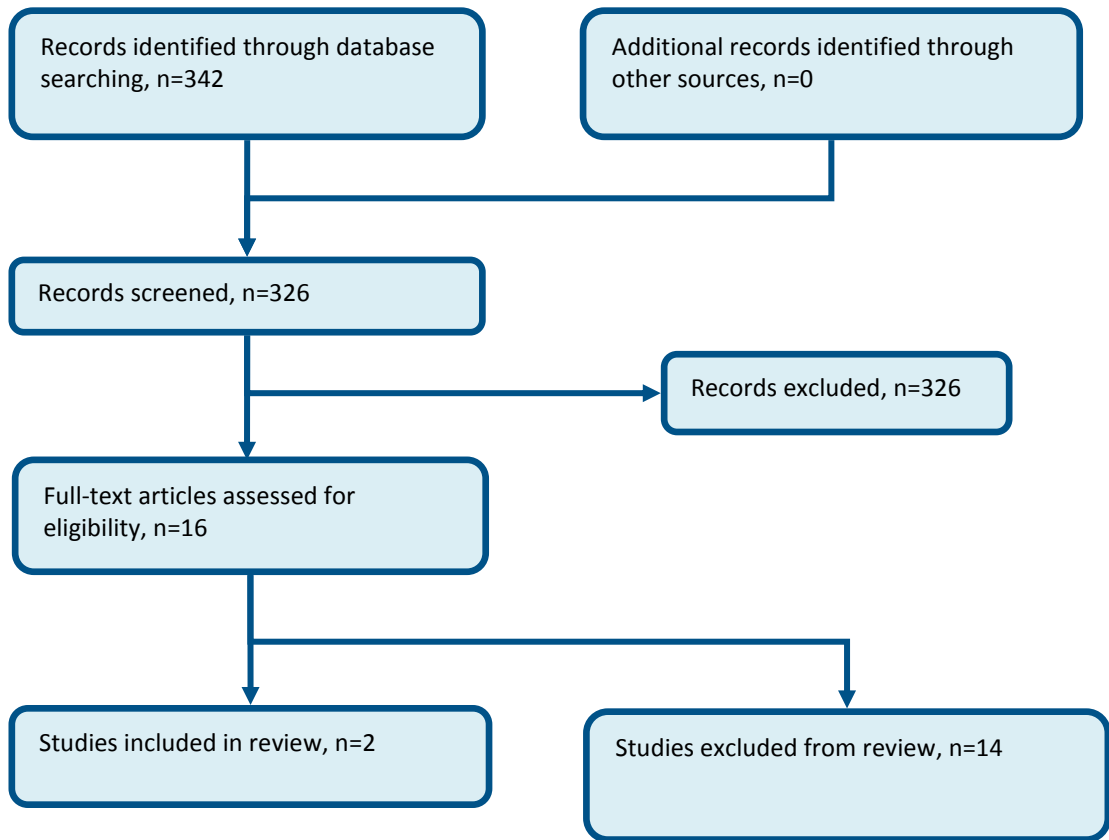 Records identified through database
searching, n=342
Additional records identified through
other sources, n=0
Records screened, n=326
Records excluded, n=326
Full-text articles assessed for
eligibility, n=16
Studies included in review, n=2
Studies excluded from review, n=14